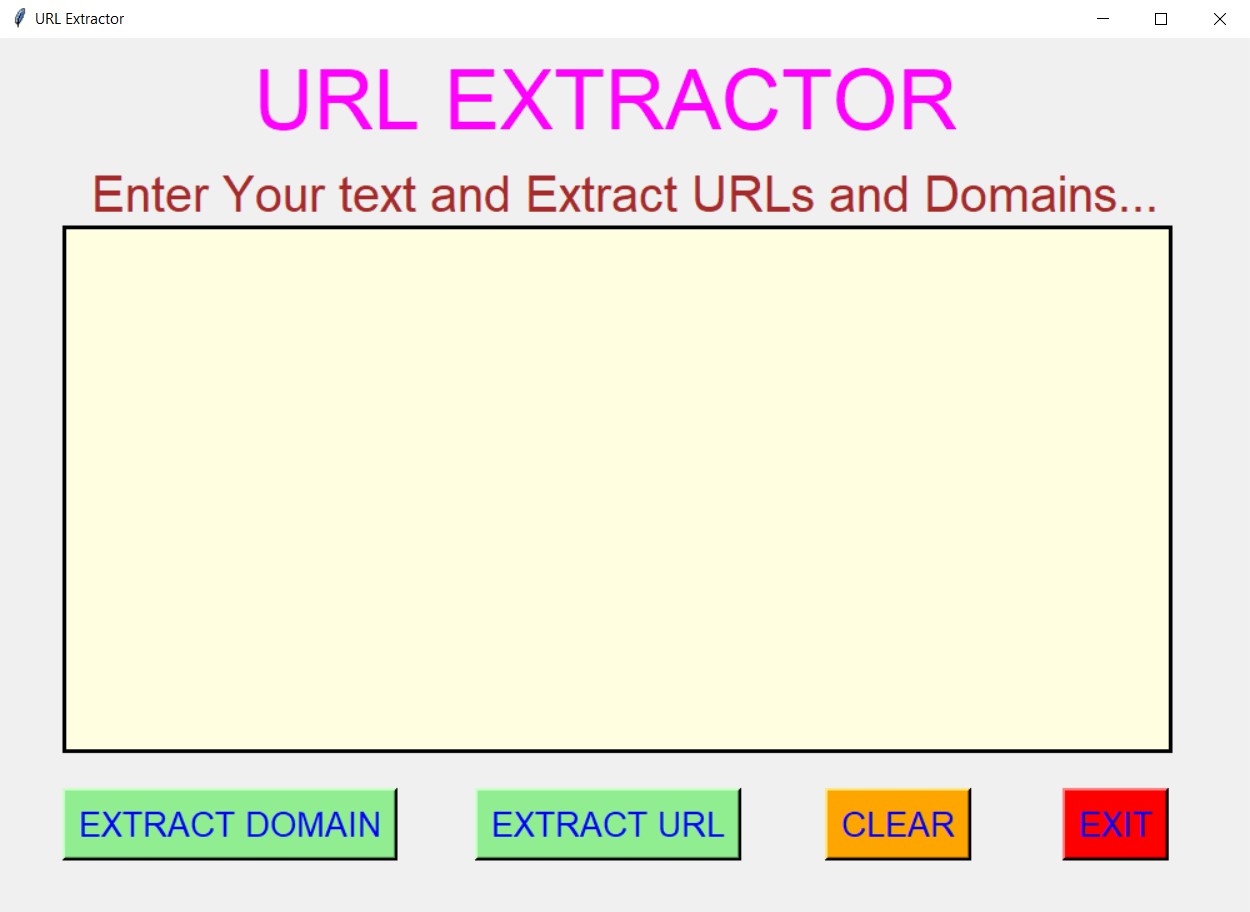 URL Extractor
URL EXTRACTOR
Enter Your text and Extract URLs and Domains...
EXTRACT DOMAIN
EXTRACT URL
CLEAR
EXIT